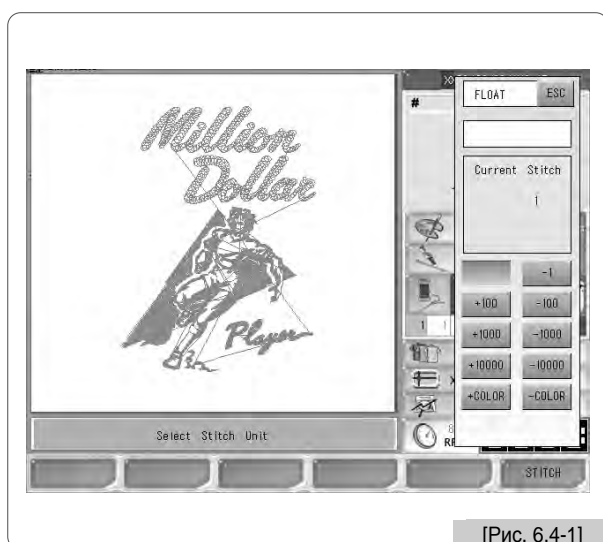 #
FLOAT
ESC
Million
Dollar
Player
Current Stitch
1
-1
+100
-100
+1000
-1000
+10000
-10000
+COLOR
-COLOR
1
Select Stitch Unit
STITCH
[Рис. 6.4-1]